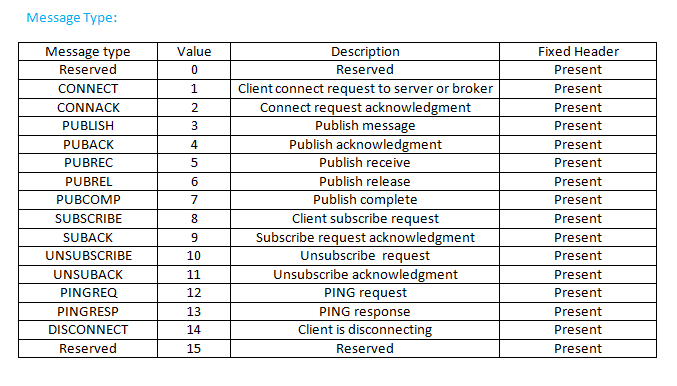 Message Type:
Message type Value Description Fixed Header
Reserved 0 Reserved Present
CONNECT 1 Client connect request to server or broker Present
CONNACK 2 Connect request acknowledgment Present
PUBLISH 3 Publish message Present
PUBACK 4 Publish acknowledgment Present
PUBREC 5 Publish receive Present
PUBREL 6 Publish release Present
PUBCOMP 7 Publish complete Present
SUBSCRIBE 8 Client subscribe request Present
SUBACK 9 Subscribe request acknowledgment Present
UNSUBSCRIBE 10 Unsubscribe request Present
UNSUBACK 11 Unsubscribe acknowledgment Present
PINGREQ 12 PING request Present
PINGRESP 13 PING response Present
DISCONNECT 14 Client is disconnecting Present
Reserved 15 Reserved Present